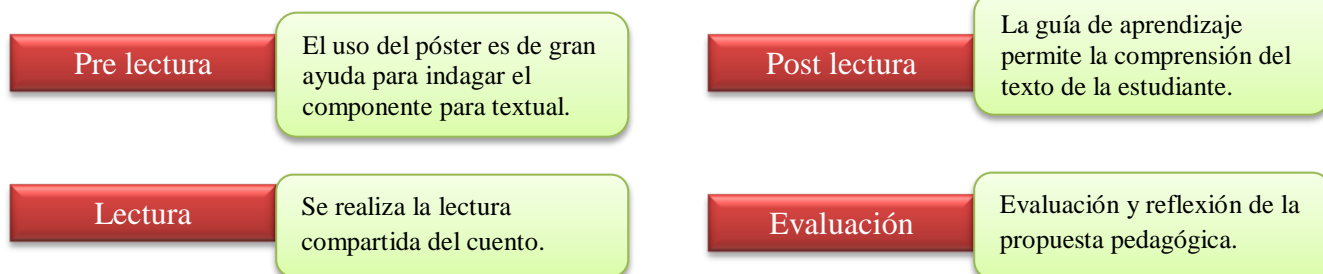 Pre lectura
El uso del póster es de gran
ayuda para indagar el
componente para textual.
Lectura
Se realiza la lectura
compartida del cuento.
Post lectura
La guía de aprendizaje
permite la comprensión del
texto de la estudiante.
Evaluación
Evaluación y reflexión de la
propuesta pedagógica.